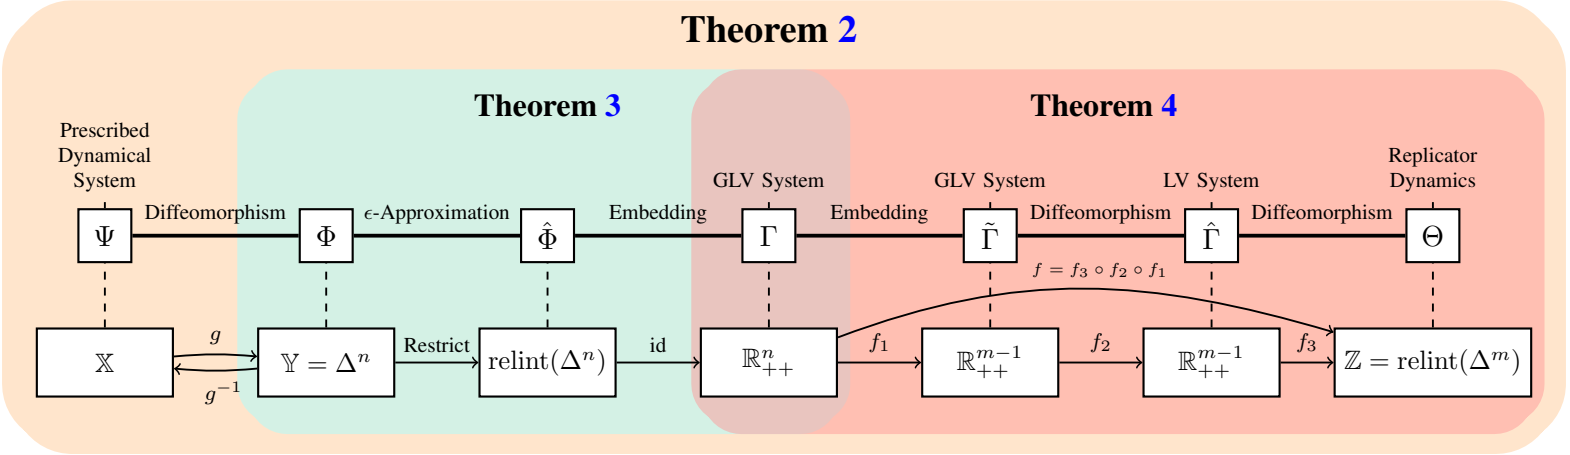 Theorem 2
Theorem 3
Theorem 4
Prescribed
Dynamical
System
GLV System
GLV System
LV System
Replicator
Dynamics
Diffeomorphism
ϵ-Approximation
Embedding
Embedding
Diffeomorphism
Diffeomorphism
Ψ
Φ
Φ̂
Γ
Γ̃
Γ̂
Θ
f = f₃ ∘ f₂ ∘ f₁
g
g⁻¹
Restrict
id
f₁
f₂
f₃
𝕏
𝕐 = Δⁿ
relint(Δⁿ)
ℝⁿ₊₊
ℝᵐ⁻¹₊₊
ℝᵐ⁻¹₊₊
ℤ = relint(Δᵐ)